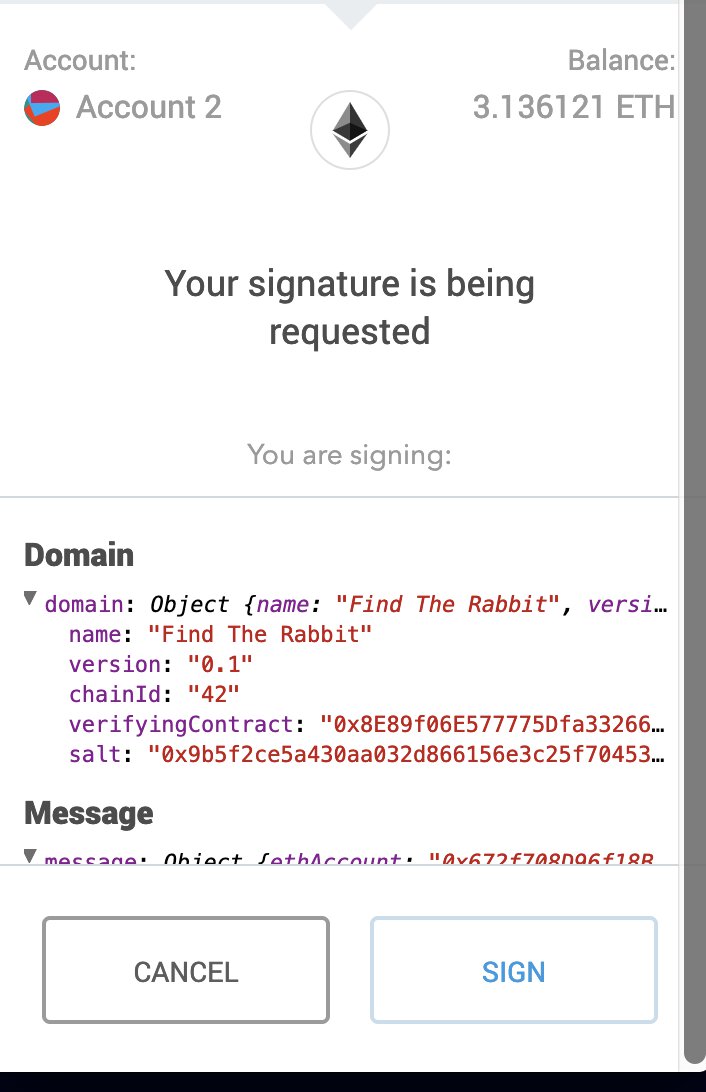 Account:
Balance:
Account 2
3.136121 ETH
Your signature is being
requested
You are signing:
Domain
domain: Object {name: "Find The Rabbit", versi…
name: "Find The Rabbit"
version: "0.1"
chainId: "42"
verifyingContract: "0x8E89f06E577775Dfa33266…
salt: "0x9b5f2ce5a430aa032d866156e3c25f70453…
Message
message: Object {ethAccount: "0x672f708D96f18B
CANCEL
SIGN